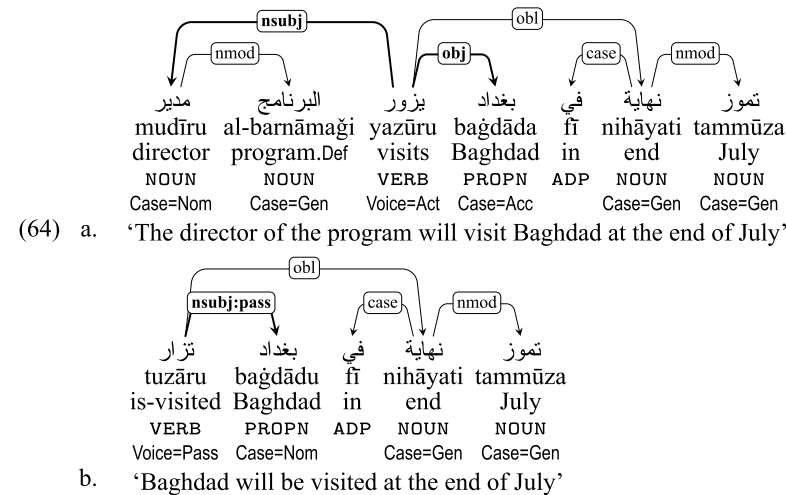 nsubj obl
nmod obj case nmod
مدير البرنامج يزور بغداد في نهاية تموز
mudīru al-barnāmaǧi yazūru baġdāda fī nihāyati tammūza
director program.Def visits Baghdad in end July
NOUN NOUN VERB PROPN ADP NOUN NOUN
Case=Nom Case=Gen Voice=Act Case=Acc Case=Gen Case=Gen
(64) a. ‘The director of the program will visit Baghdad at the end of July’
obl
nsubj:pass case nmod
تزار بغداد في نهاية تموز
tuzāru baġdādu fī nihāyati tammūza
is-visited Baghdad in end July
VERB PROPN ADP NOUN NOUN
Voice=Pass Case=Nom Case=Gen Case=Gen
b. ‘Baghdad will be visited at the end of July’